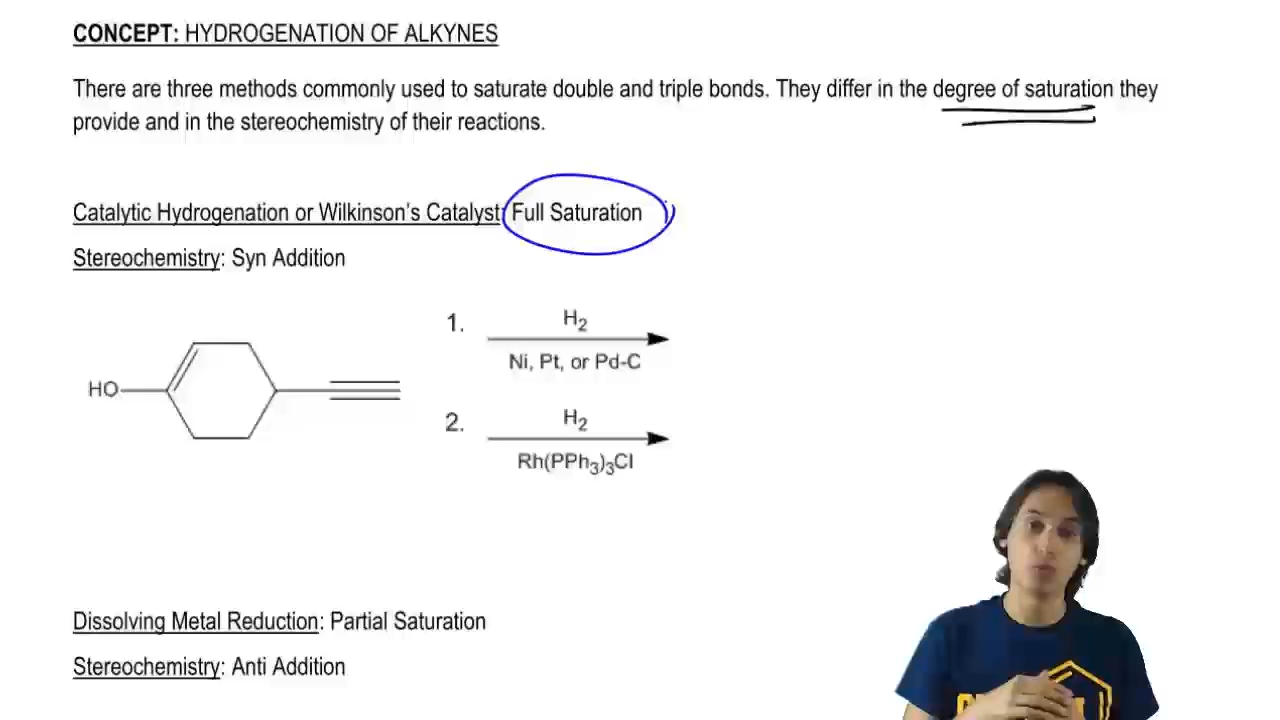 CONCEPT: HYDROGENATION OF ALKYNES
There are three methods commonly used to saturate double and triple bonds. They differ in the degree of saturation they
provide and in the stereochemistry of their reactions.
Catalytic Hydrogenation or Wilkinson's Catalyst: Full Saturation
Stereochemistry: Syn Addition
1. H2
Ni, Pt, or Pd-C
HO
2. H2
Rh(PPh3)3Cl
Dissolving Metal Reduction: Partial Saturation
Stereochemistry: Anti Addition